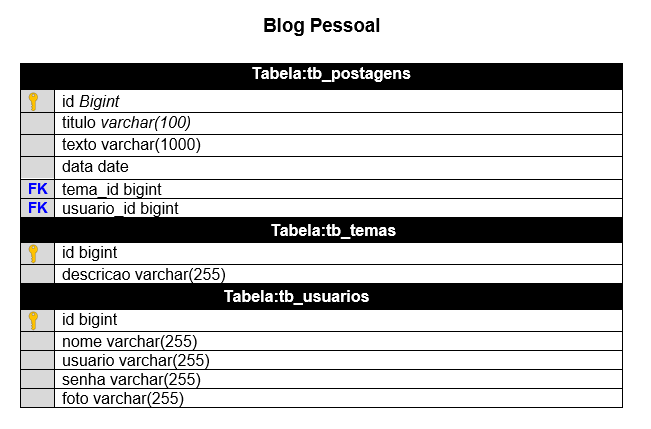 Blog Pessoal
Tabela:tb_postagens
id Bigint
titulo varchar(100)
texto varchar(1000)
data date
FK tema_id bigint
FK usuario_id bigint
Tabela:tb_temas
id bigint
descricao varchar(255)
Tabela:tb_usuarios
id bigint
nome varchar(255)
usuario varchar(255)
senha varchar(255)
foto varchar(255)